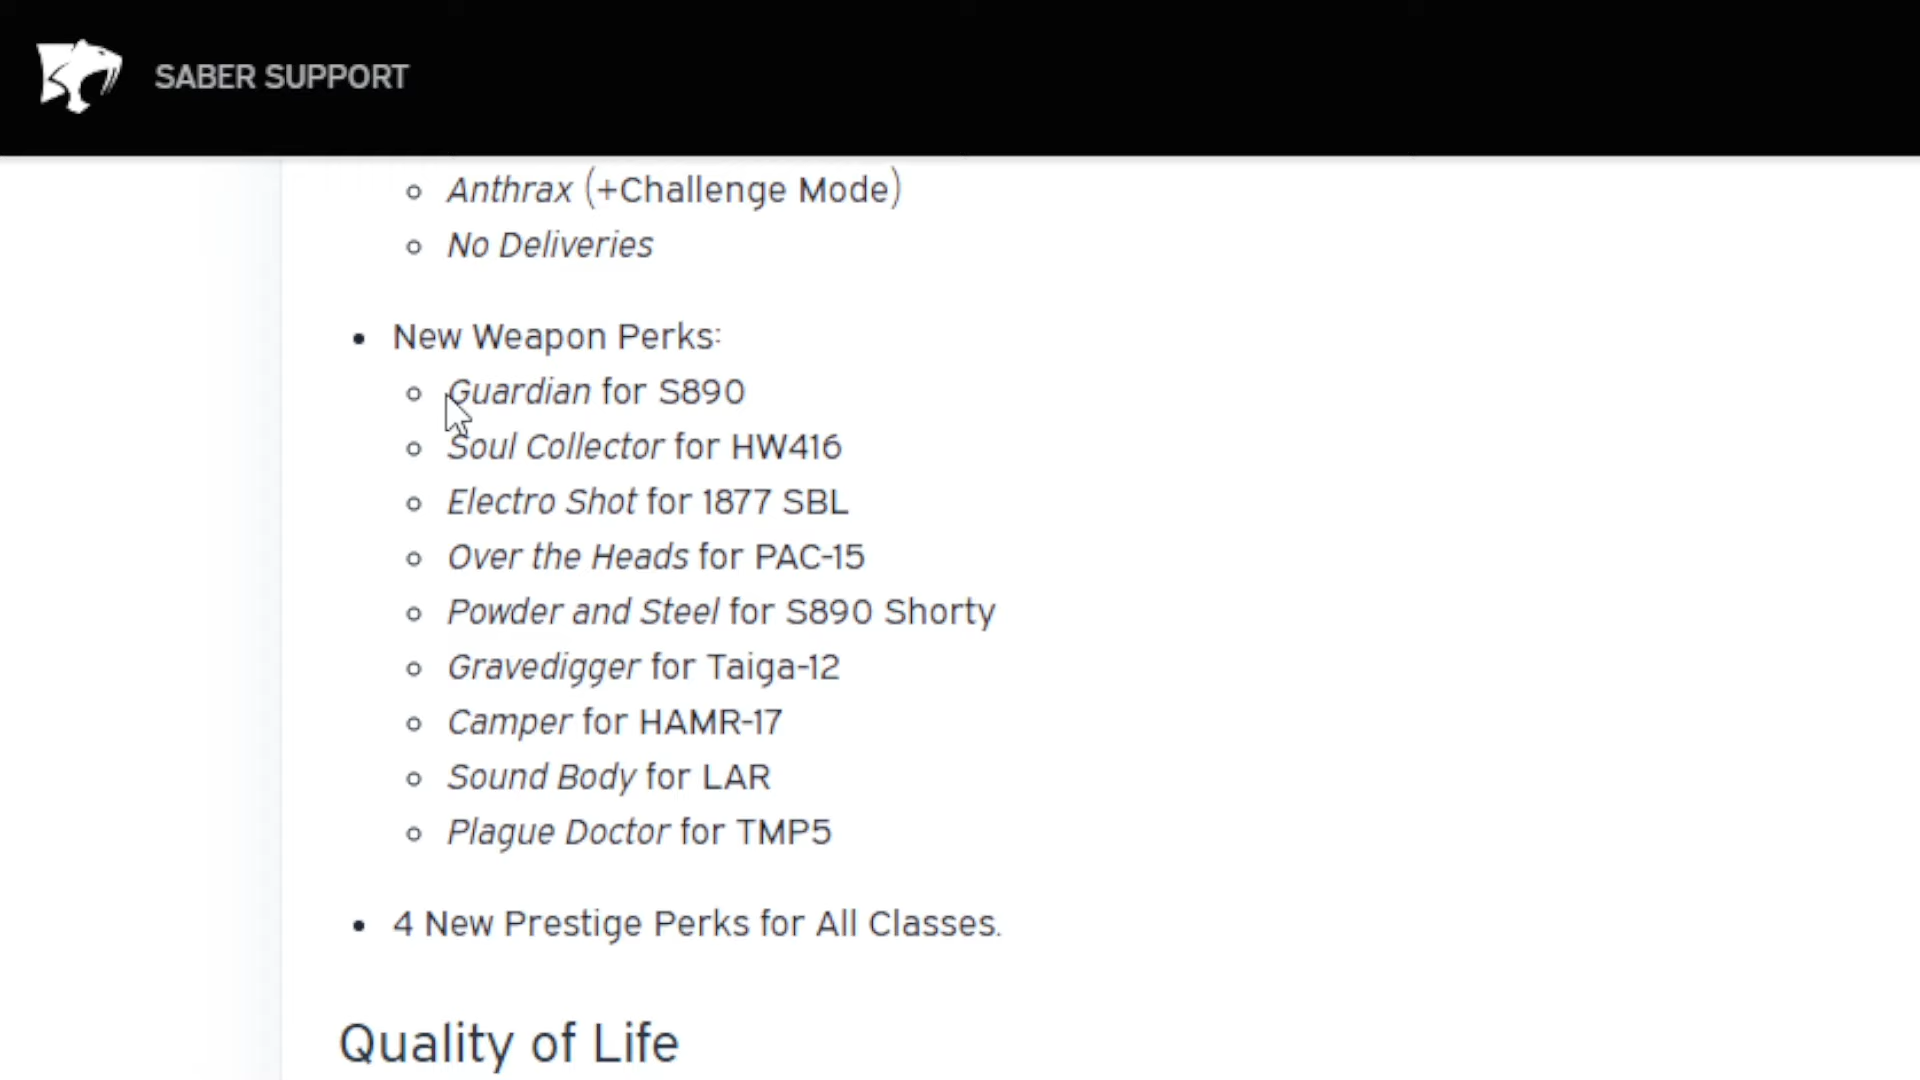 SABER SUPPORT
Anthrax (+Challenge Mode)
No Deliveries
New Weapon Perks:
Guardian for S890
Soul Collector for HW416
Electro Shot for 1877 SBL
Over the Heads for PAC-15
Powder and Steel for S890 Shorty
Gravedigger for Taiga-12
Camper for HAMR-17
Sound Body for LAR
Plague Doctor for TMP5
4 New Prestige Perks for All Classes.
Quality of Life